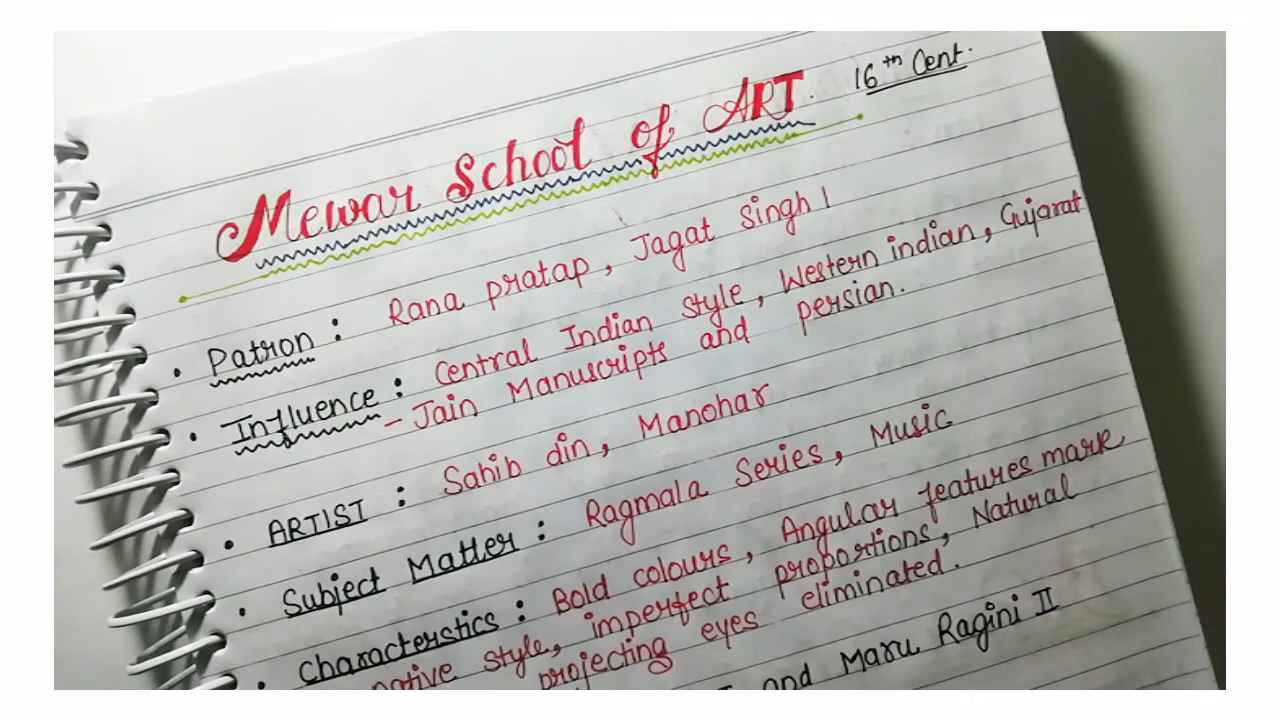 16th Cent.
Mewar School of ART.
• Patron : Rana pratap, Jagat Singh I
• Influence : Central Indian style, Western indian, Gujarat
- Jain Manuscripts and persian.
• ARTIST : Sahib din, Manohar
• Subject Matter : Ragmala Series, Music
• Characterstics : Bold colours, Angular features mark
native style, imperfect proportions, Natural
projecting eyes eliminated.
and Maru Ragini II